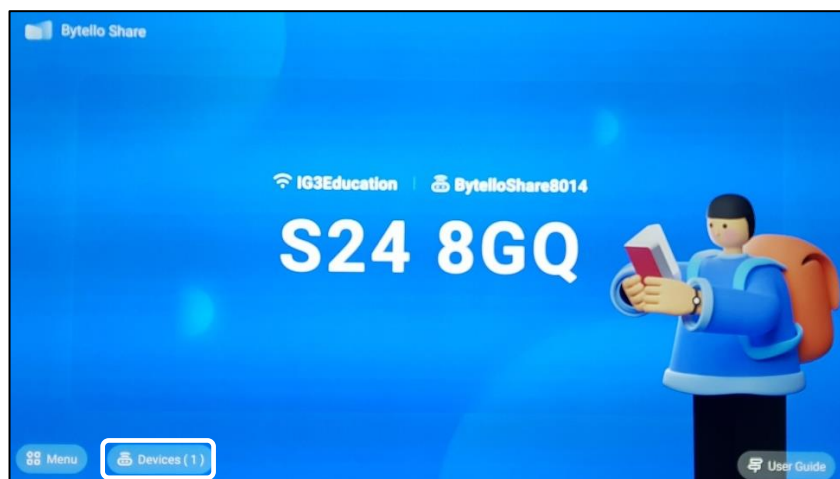 Bytello Share
IG3Education | BytelloShare8014
S24 8GQ
Menu
Devices ( 1 )
User Guide